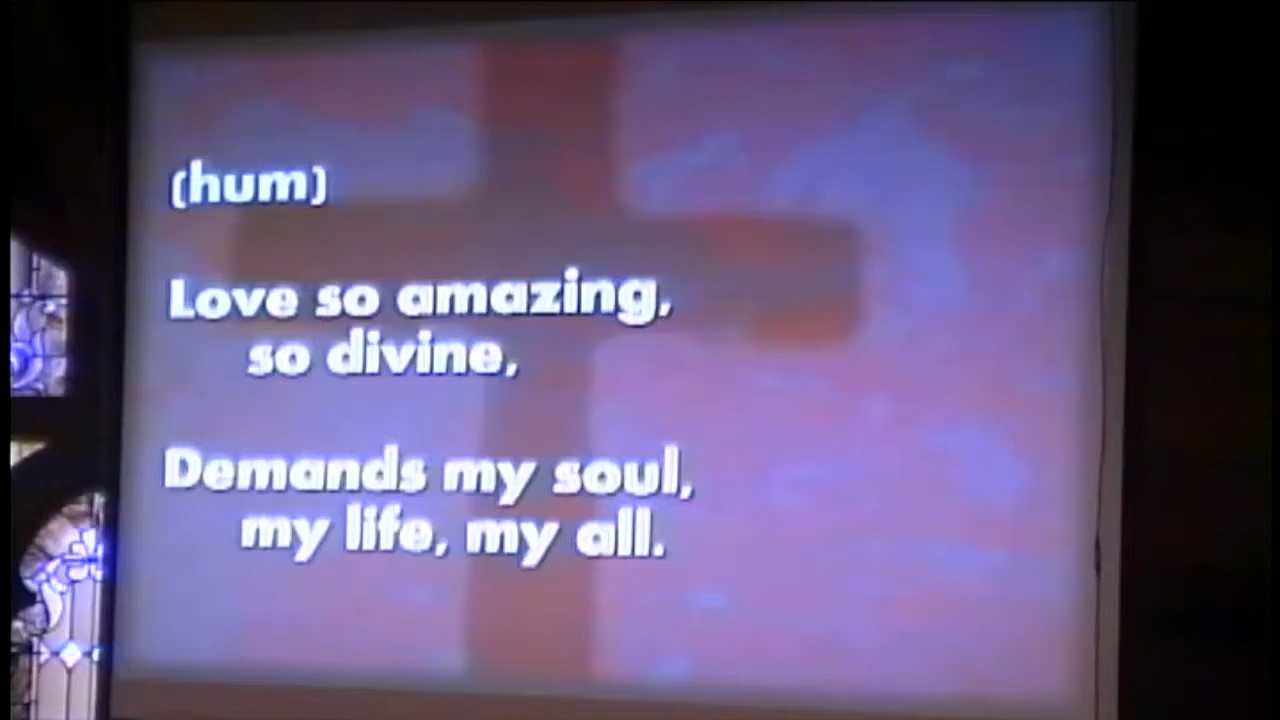 (hum)
Love so amazing,
so divine,
Demands my soul,
my life, my all.